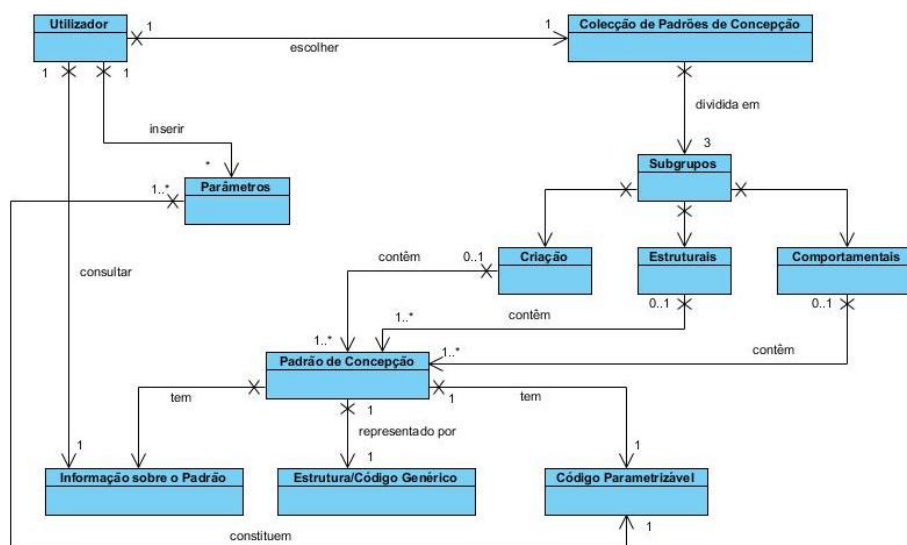 Utilizador
1
1
Colecção de Padrões de Concepção
escolher
1
1
dividida em
inserir
3
*
Subgrupos
1..*
Parâmetros
consultar
contêm
0..1
Criação
Estruturais
Comportamentais
0..1
0..1
1..*
contêm
1..*
1..*
contêm
Padrão de Concepção
tem
1
1
tem
representado por
1
1
1
Informação sobre o Padrão
Estrutura/Código Genérico
Código Parametrizável
constituem
1